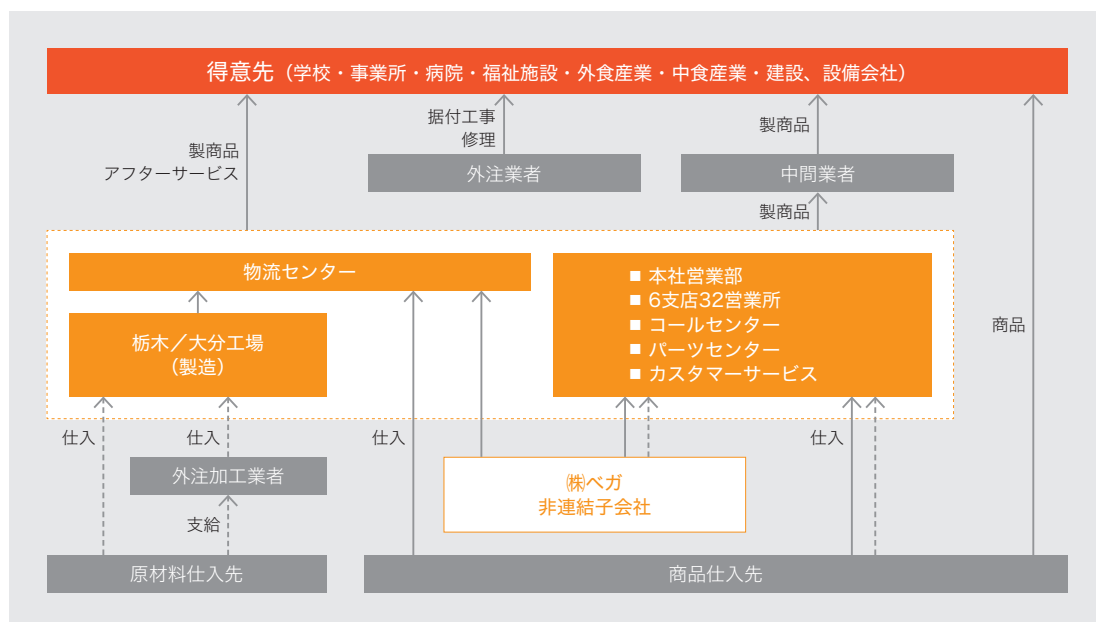 得意先（学校・事業所・病院・福祉施設・外食産業・中食産業・建設、設備会社）
製商品
アフターサービス
据付工事
修理
製商品
外注業者
中間業者
製商品
物流センター
栃木／大分工場
（製造）
■ 本社営業部
■ 6支店32営業所
■ コールセンター
■ パーツセンター
■ カスタマーサービス
商品
仕入
仕入
仕入
仕入
外注加工業者
㈱ベガ
非連結子会社
支給
原材料仕入先
商品仕入先